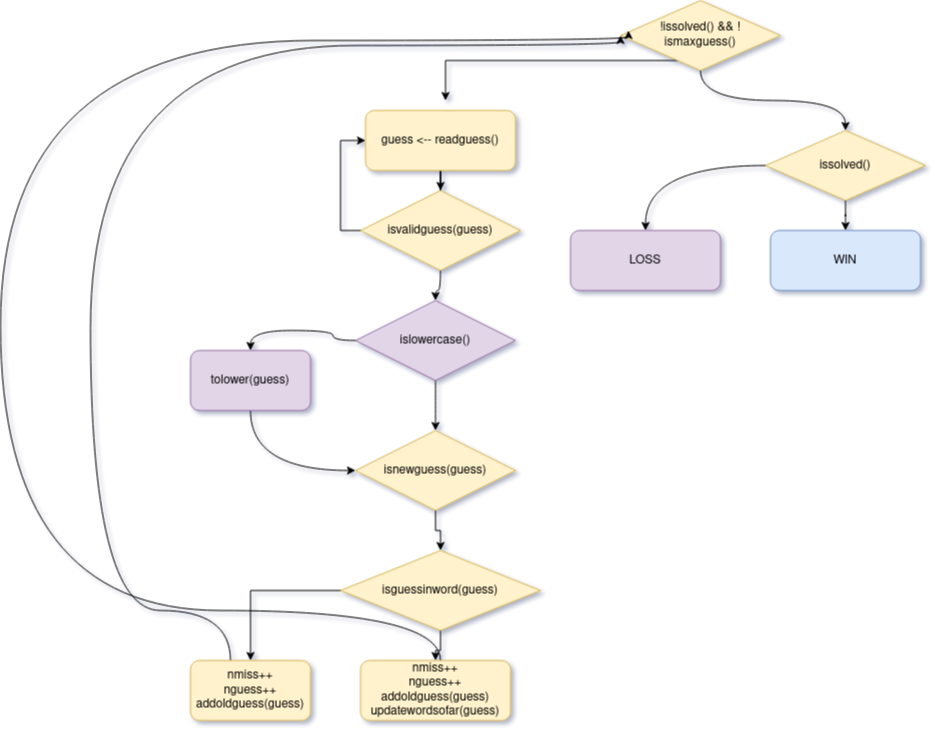 !issolved() && !
ismaxguess()
guess <-- readguess()
issolved()
isvalidguess(guess)
LOSS
WIN
islowercase()
tolower(guess)
isnewguess(guess)
isguessinword(guess)
nmiss++
nguess++
addoldguess(guess)
nmiss++
nguess++
addoldguess(guess)
updatewordsofar(guess)